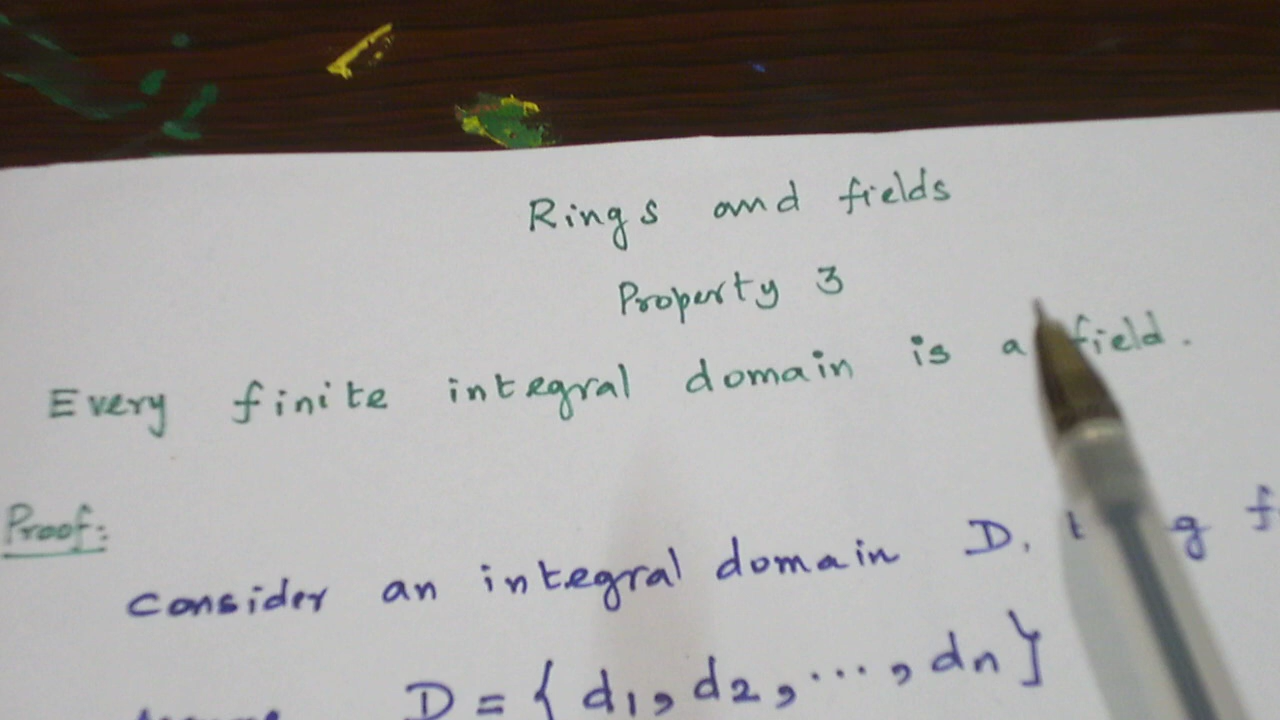 Rings and fields
Property 3
Every finite integral domain is a field.
Proof:
Consider an integral domain D.
D = { d1, d2, ..., dn }